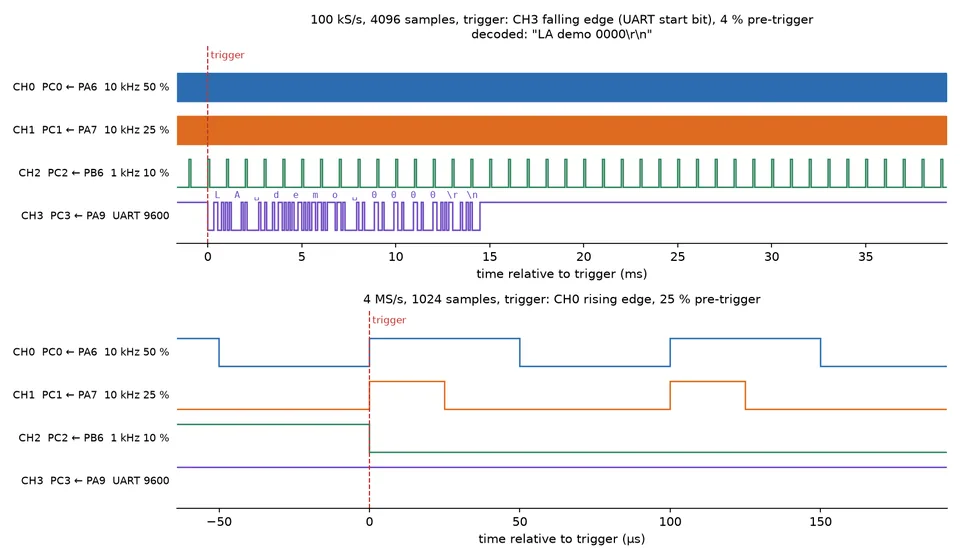 100 kS/s, 4096 samples, trigger: CH3 falling edge (UART start bit), 4 % pre-trigger
decoded: "LA demo 0000\r\n"
trigger
CH0 PC0 ← PA6 10 kHz 50 %
CH1 PC1 ← PA7 10 kHz 25 %
CH2 PC2 ← PB6 1 kHz 10 %
L A ␣ d e m o ␣ 0 0 0 0 \r \n
CH3 PC3 ← PA9 UART 9600
0 5 10 15 20 25 30 35
time relative to trigger (ms)
4 MS/s, 1024 samples, trigger: CH0 rising edge, 25 % pre-trigger
trigger
CH0 PC0 ← PA6 10 kHz 50 %
CH1 PC1 ← PA7 10 kHz 25 %
CH2 PC2 ← PB6 1 kHz 10 %
CH3 PC3 ← PA9 UART 9600
−50 0 50 100 150
time relative to trigger (µs)